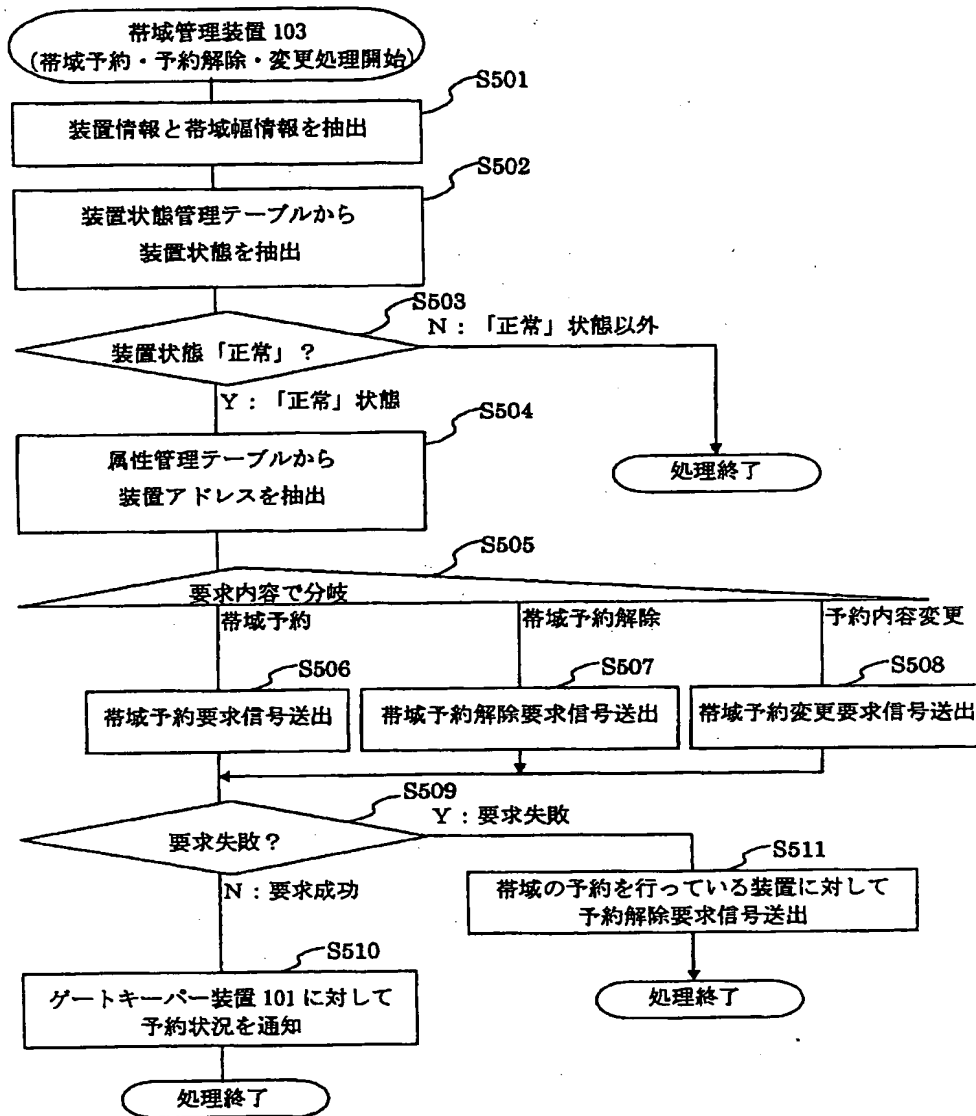 帯域管理装置 103
(帯域予約・予約解除・変更処理開始)
S501
装置情報と帯域幅情報を抽出
S502
装置状態管理テーブルから
装置状態を抽出
S503
装置状態「正常」?
N:「正常」状態以外
Y:「正常」状態
処理終了
S504
属性管理テーブルから
装置アドレスを抽出
S505
要求内容で分岐
帯域予約
帯域予約解除
予約内容変更
S506
S507
S508
帯域予約要求信号送出
帯域予約解除要求信号送出
帯域予約変更要求信号送出
S509
要求失敗?
Y:要求失敗
N:要求成功
S511
帯域の予約を行っている装置に対して
予約解除要求信号送出
処理終了
S510
ゲートキーパー装置 101 に対して
予約状況を通知
処理終了